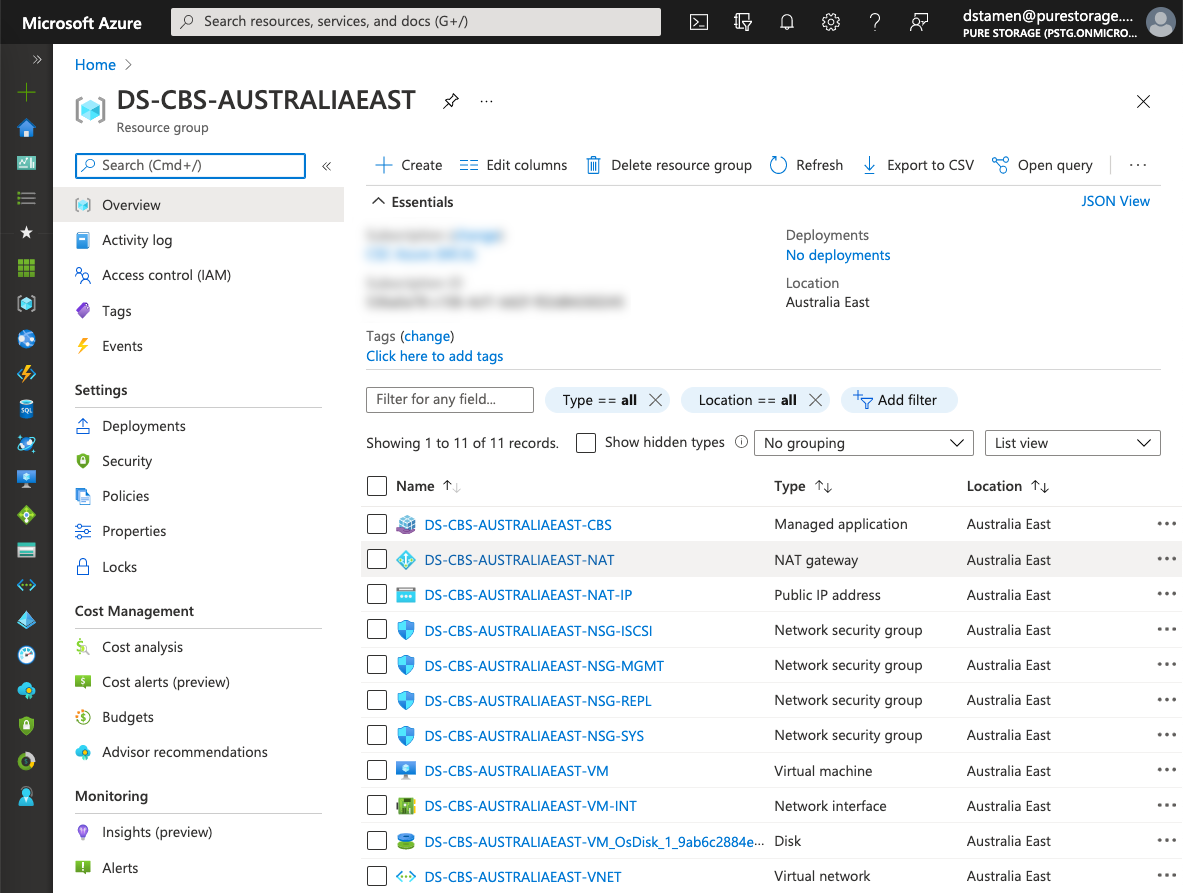 Microsoft Azure
Search resources, services, and docs (G+/)
dstamen@purestorage....
PURE STORAGE (PSTG.ONMICRO...
Home
DS-CBS-AUSTRALIAEAST
Resource group
Search (Cmd+/)
Overview
Activity log
Access control (IAM)
Tags
Events
Settings
Deployments
Security
Policies
Properties
Locks
Cost Management
Cost analysis
Cost alerts (preview)
Budgets
Advisor recommendations
Monitoring
Insights (preview)
Alerts
Create Edit columns Delete resource group Refresh Export to CSV Open query
Essentials JSON View
Deployments
No deployments
Location
Australia East
Tags (change)
Click here to add tags
Filter for any field... Type == all Location == all Add filter
Showing 1 to 11 of 11 records. Show hidden types No grouping List view
Name Type Location
DS-CBS-AUSTRALIAEAST-CBS Managed application Australia East
DS-CBS-AUSTRALIAEAST-NAT NAT gateway Australia East
DS-CBS-AUSTRALIAEAST-NAT-IP Public IP address Australia East
DS-CBS-AUSTRALIAEAST-NSG-ISCSI Network security group Australia East
DS-CBS-AUSTRALIAEAST-NSG-MGMT Network security group Australia East
DS-CBS-AUSTRALIAEAST-NSG-REPL Network security group Australia East
DS-CBS-AUSTRALIAEAST-NSG-SYS Network security group Australia East
DS-CBS-AUSTRALIAEAST-VM Virtual machine Australia East
DS-CBS-AUSTRALIAEAST-VM-INT Network interface Australia East
DS-CBS-AUSTRALIAEAST-VM_OsDisk_1_9ab6c2884e... Disk Australia East
DS-CBS-AUSTRALIAEAST-VNET Virtual network Australia East